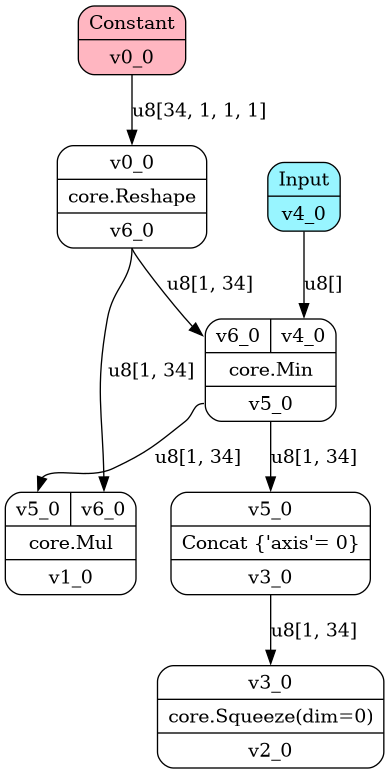 Constant
v0_0
u8[34, 1, 1, 1]
v0_0
core.Reshape
v6_0
Input
v4_0
u8[1, 34]
u8[]
u8[1, 34]
v6_0 v4_0
core.Min
v5_0
u8[1, 34]
u8[1, 34]
v5_0 v6_0
core.Mul
v1_0
v5_0
Concat {'axis'= 0}
v3_0
u8[1, 34]
v3_0
core.Squeeze(dim=0)
v2_0